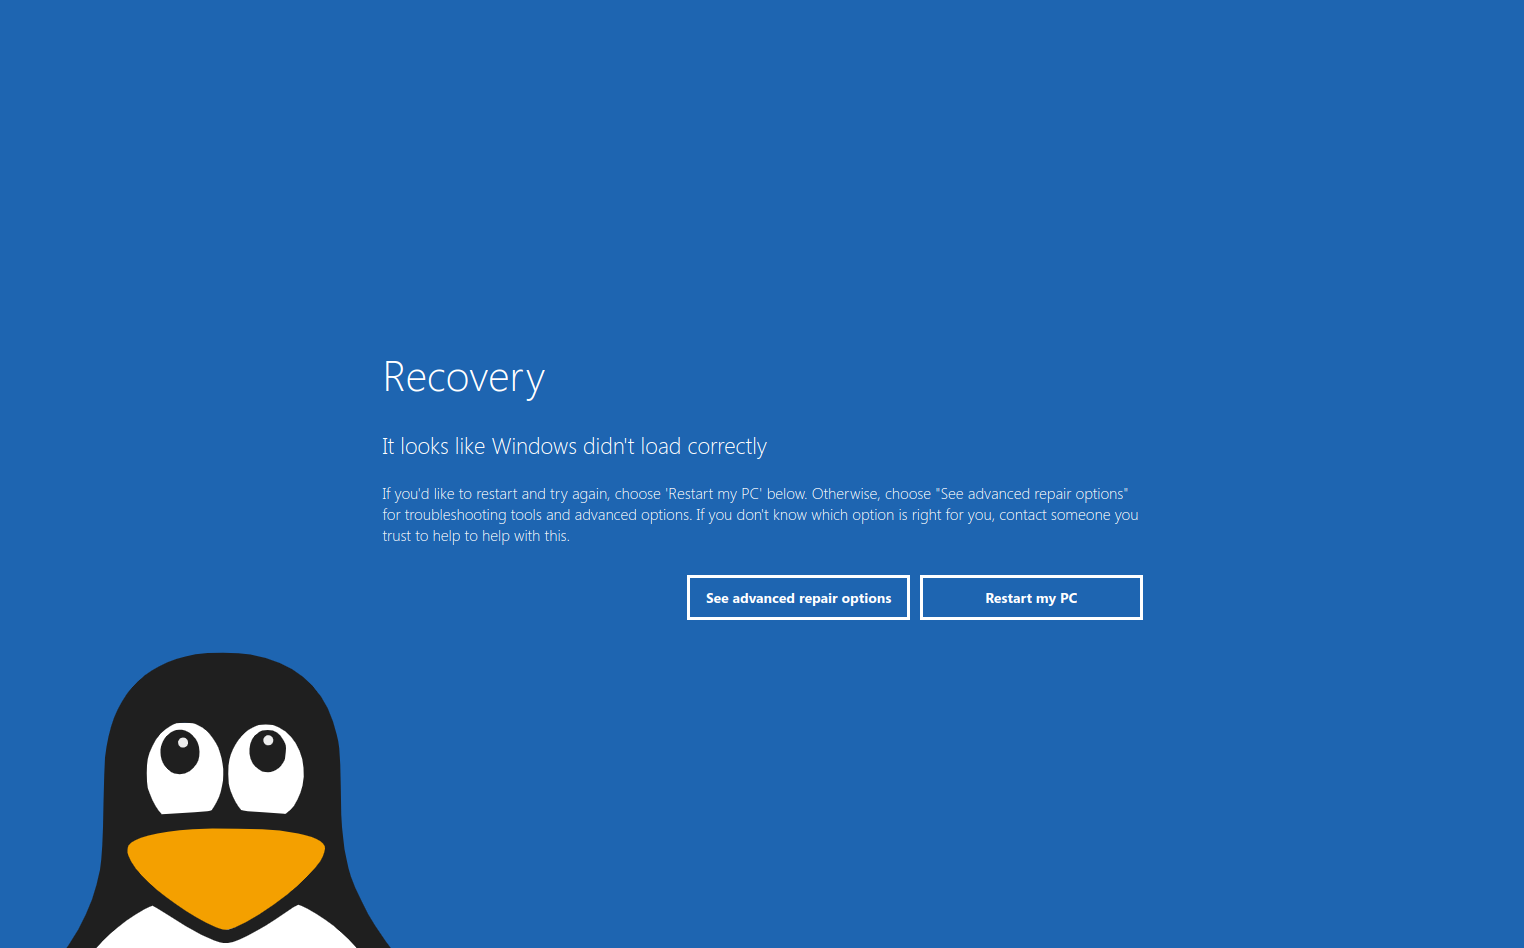 Recovery
It looks like Windows didn't load correctly
If you'd like to restart and try again, choose 'Restart my PC' below. Otherwise, choose "See advanced repair options"
for troubleshooting tools and advanced options. If you don't know which option is right for you, contact someone you
trust to help to help with this.
See advanced repair options
Restart my PC